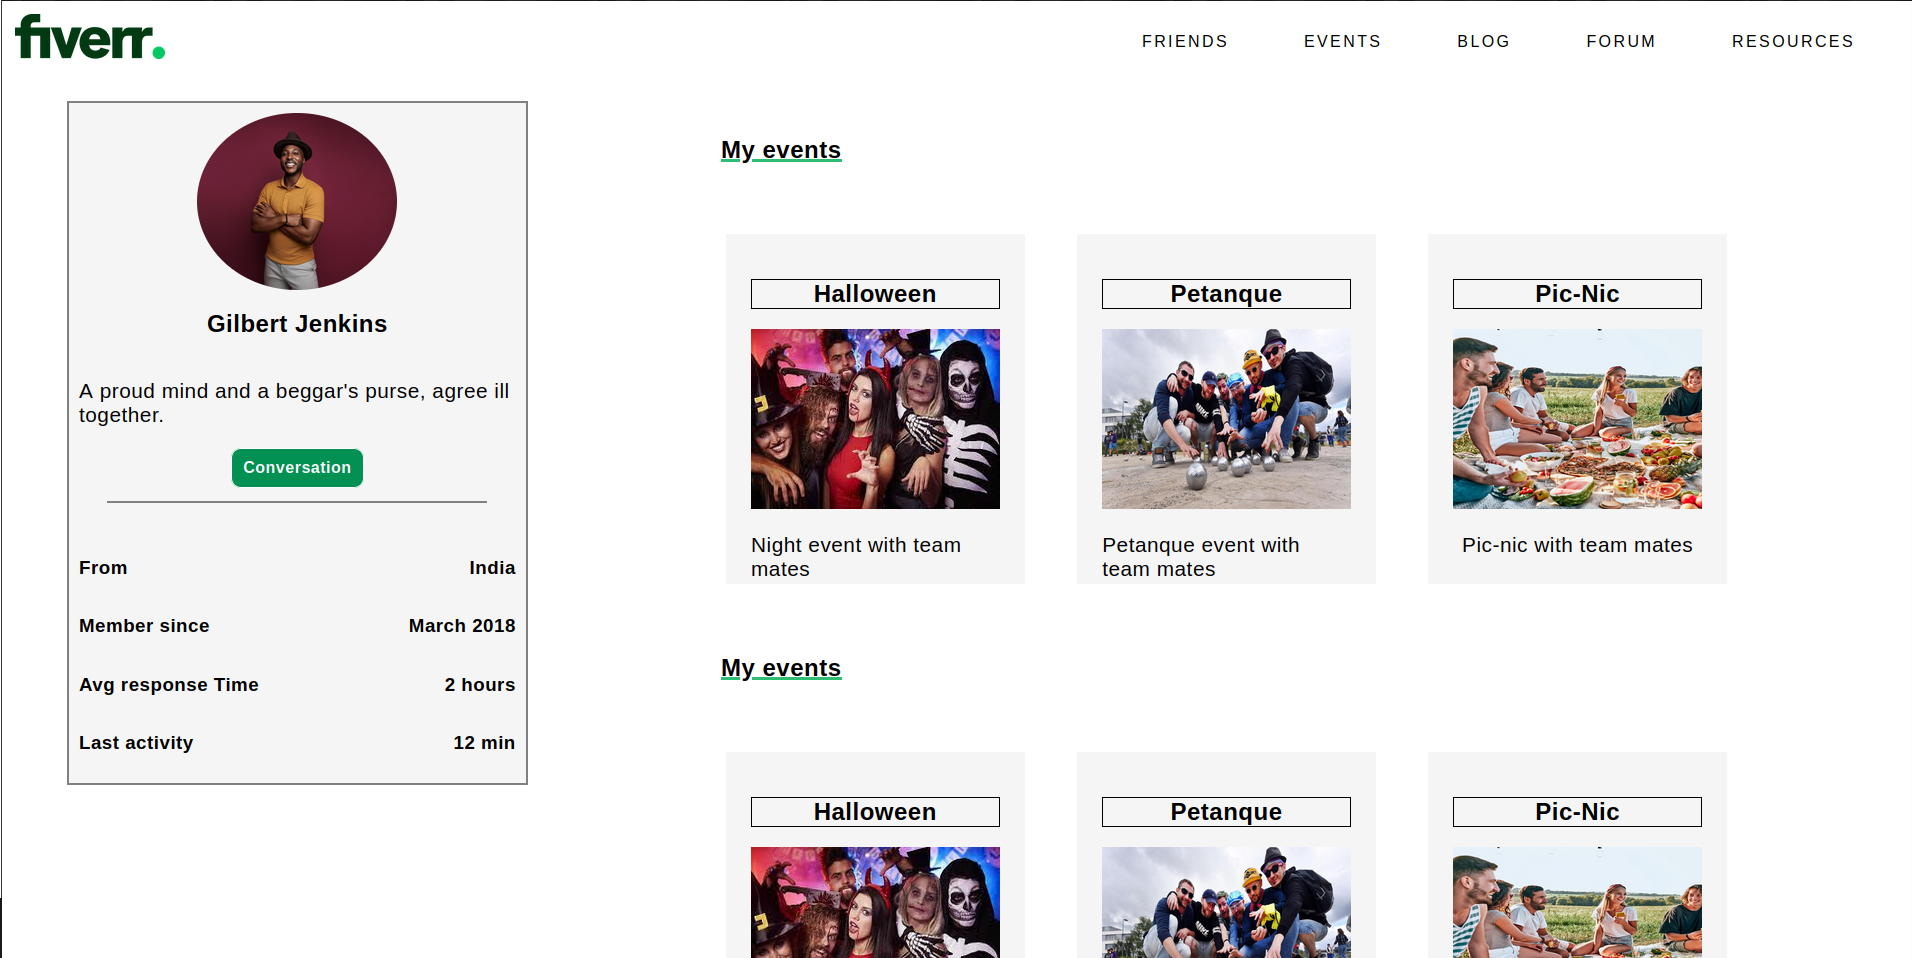 fiverr.
FRIENDS EVENTS BLOG FORUM RESOURCES
Gilbert Jenkins
A proud mind and a beggar's purse, agree ill
together.
Conversation
From India
Member since March 2018
Avg response Time 2 hours
Last activity 12 min
My events
Halloween
Night event with team
mates
Petanque
Petanque event with
team mates
Pic-Nic
Pic-nic with team mates
My events
Halloween
Petanque
Pic-Nic